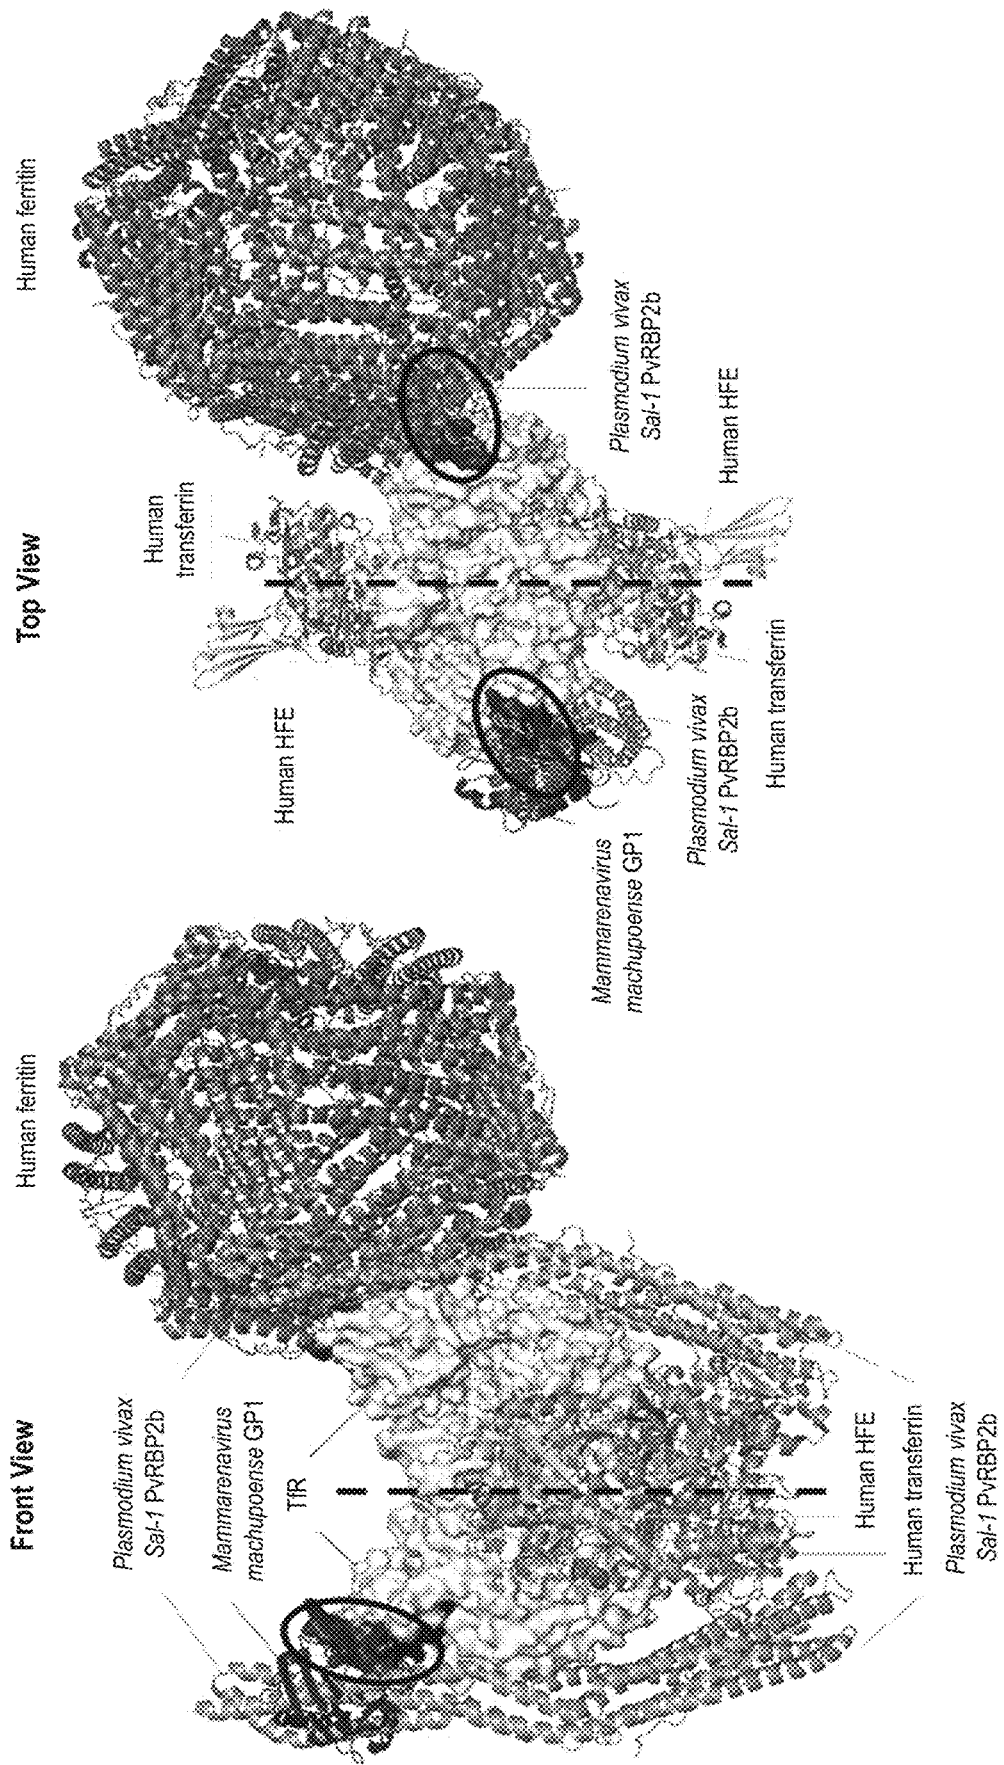 Front View
Human ferritin
Plasmodium vivax
Sal-1 PvRBP2b
Mammarenavirus
machupoense GP1
TfR
Human HFE
Human transferrin
Plasmodium vivax
Sal-1 PvRBP2b
Top View
Human ferritin
Human
transferrin
Human HFE
Plasmodium vivax
Sal-1 PvRBP2b
Human HFE
Mammarenavirus
machupoense GP1
Plasmodium vivax
Sal-1 PvRBP2b
Human transferrin